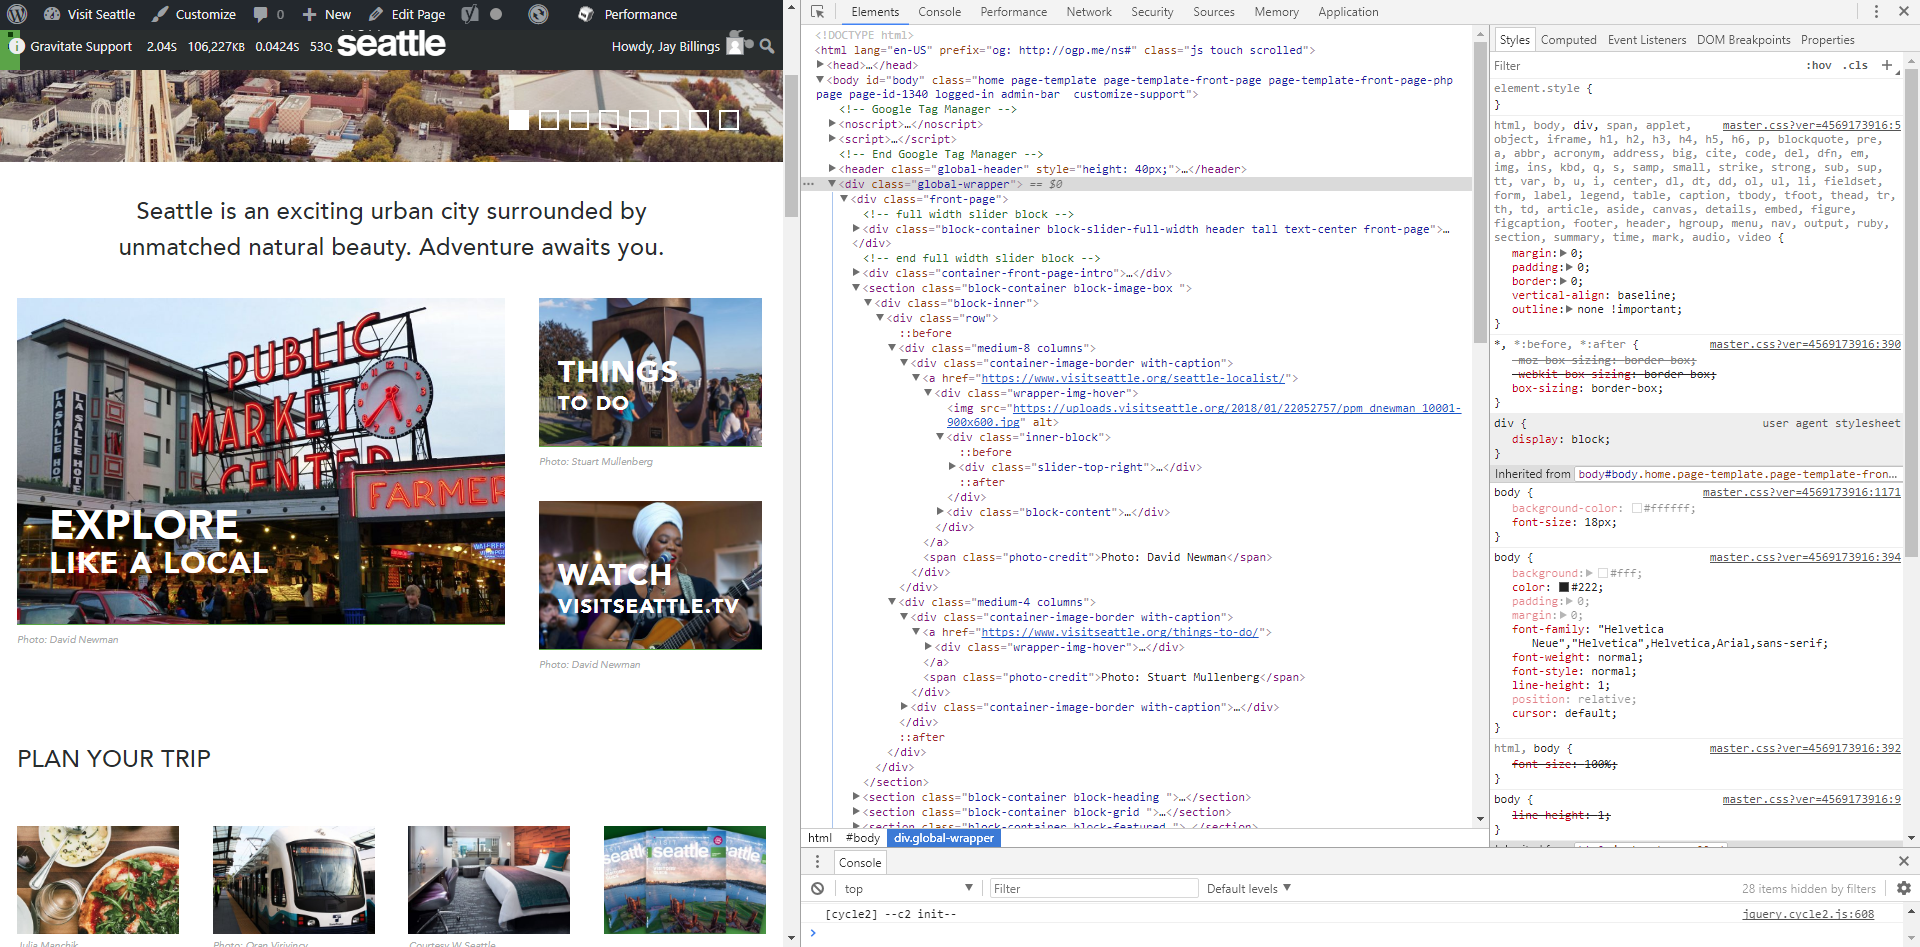 Visit Seattle Customize 0 New Edit Page Performance
Gravitate Support 2.04S 106,227KB 0.0424S 53Q seattle Howdy, Jay Billings
Seattle is an exciting urban city surrounded by
unmatched natural beauty. Adventure awaits you.
PUBLIC
MARKET
CENTER
FARMER
LA SALLE HOTEL
LA SALLE HOTEL
EXPLORE
LIKE A LOCAL
Photo: David Newman
THINGS
TO DO
Photo: Stuart Mullenberg
WATCH
VISITSEATTLE.TV
Photo: David Newman
PLAN YOUR TRIP
seattle seattle seattle
Julia Manchik
Photo: Oran Viriyincy
Courtesy W Seattle
Elements Console Performance Network Security Sources Memory Application
<!DOCTYPE html>
<html lang="en-US" prefix="og: http://ogp.me/ns#" class="js touch scrolled">
<head>…</head>
<body id="body" class="home page-template page-template-front-page page-template-front-page-php
page page-id-1340 logged-in admin-bar  customize-support">
<!-- Google Tag Manager -->
<noscript>…</noscript>
<script>…</script>
<!-- End Google Tag Manager -->
<header class="global-header" style="height: 40px;">…</header>
<div class="global-wrapper"> == $0
<div class="front-page">
<!-- full width slider block -->
<div class="block-container block-slider-full-width header tall text-center front-page">…
</div>
<!-- end full width slider block -->
<div class="container-front-page-intro">…</div>
<section class="block-container block-image-box ">
<div class="block-inner">
<div class="row">
::before
<div class="medium-8 columns">
<div class="container-image-border with-caption">
<a href="https://www.visitseattle.org/seattle-localist/">
<div class="wrapper-img-hover">
<img src="https://uploads.visitseattle.org/2018/01/22052757/ppm_dnewman_10001-
900x600.jpg" alt>
<div class="inner-block">
::before
<div class="slider-top-right">…</div>
::after
</div>
<div class="block-content">…</div>
</div>
</a>
<span class="photo-credit">Photo: David Newman</span>
</div>
</div>
<div class="medium-4 columns">
<div class="container-image-border with-caption">
<a href="https://www.visitseattle.org/things-to-do/">
<div class="wrapper-img-hover">…</div>
</a>
<span class="photo-credit">Photo: Stuart Mullenberg</span>
</div>
<div class="container-image-border with-caption">…</div>
</div>
::after
</div>
</div>
</section>
<section class="block-container block-heading ">…</section>
<section class="block-container block-grid ">…</section>
<section class="block-container block-featured ">…</section>
html #body div.global-wrapper
Styles Computed Event Listeners DOM Breakpoints Properties
Filter :hov .cls +
element.style {
}
html, body, div, span, applet, master.css?ver=4569173916:5
object, iframe, h1, h2, h3, h4, h5, h6, p, blockquote, pre,
a, abbr, acronym, address, big, cite, code, del, dfn, em,
img, ins, kbd, q, s, samp, small, strike, strong, sub, sup,
tt, var, b, u, i, center, dl, dt, dd, ol, ul, li, fieldset,
form, label, legend, table, caption, tbody, tfoot, thead, tr,
th, td, article, aside, canvas, details, embed, figure,
figcaption, footer, header, hgroup, menu, nav, output, ruby,
section, summary, time, mark, audio, video {
margin: 0;
padding: 0;
border: 0;
vertical-align: baseline;
outline: none !important;
}
*, *:before, *:after { master.css?ver=4569173916:390
-moz-box-sizing: border-box;
-webkit-box-sizing: border-box;
box-sizing: border-box;
}
div { user agent stylesheet
display: block;
}
Inherited from body#body.home.page-template.page-template-fron…
body { master.css?ver=4569173916:1171
background-color: #ffffff;
font-size: 18px;
}
body { master.css?ver=4569173916:394
background: #fff;
color: #222;
padding: 0;
margin: 0;
font-family: "Helvetica
Neue","Helvetica",Helvetica,Arial,sans-serif;
font-weight: normal;
font-style: normal;
line-height: 1;
position: relative;
cursor: default;
}
html, body { master.css?ver=4569173916:392
font-size: 100%;
}
body { master.css?ver=4569173916:9
line-height: 1;
}
Console
top Filter Default levels 28 items hidden by filters
[cycle2] --c2 init-- jquery.cycle2.js:608